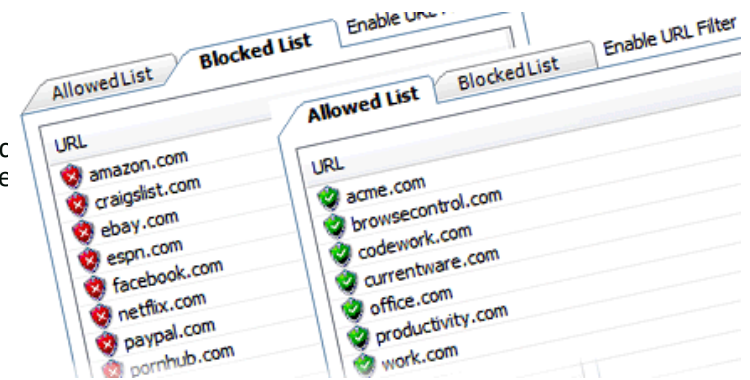 Allowed List
Blocked List
Enable URL Fi
URL
amazon.com
craigslist.com
ebay.com
espn.com
facebook.com
netflix.com
paypal.com
pornhub.com
Allowed List
Blocked List
Enable URL Filter
URL
acme.com
browsecontrol.com
codework.com
currentware.com
office.com
productivity.com
work.com